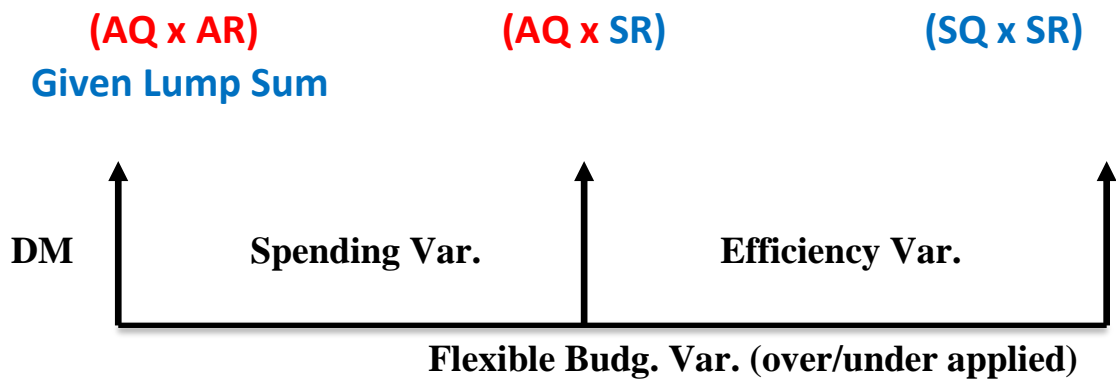 (AQ x AR) (AQ x SR) (SQ x SR)
Given Lump Sum
DM Spending Var. Efficiency Var.
Flexible Budg. Var. (over/under applied)